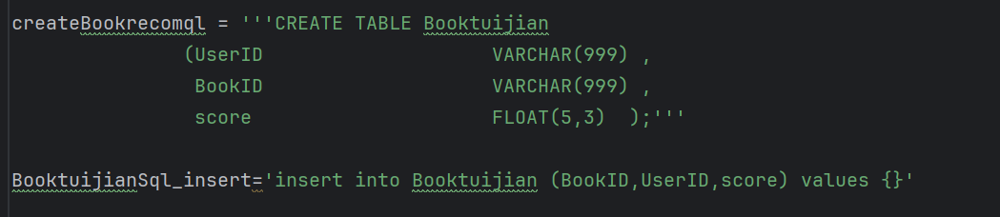 createBookrecomql = '''CREATE TABLE Booktuijian
(UserID VARCHAR(999) ,
BookID VARCHAR(999) ,
score FLOAT(5,3) );'''
BooktuijianSql_insert='insert into Booktuijian (BookID,UserID,score) values {}'